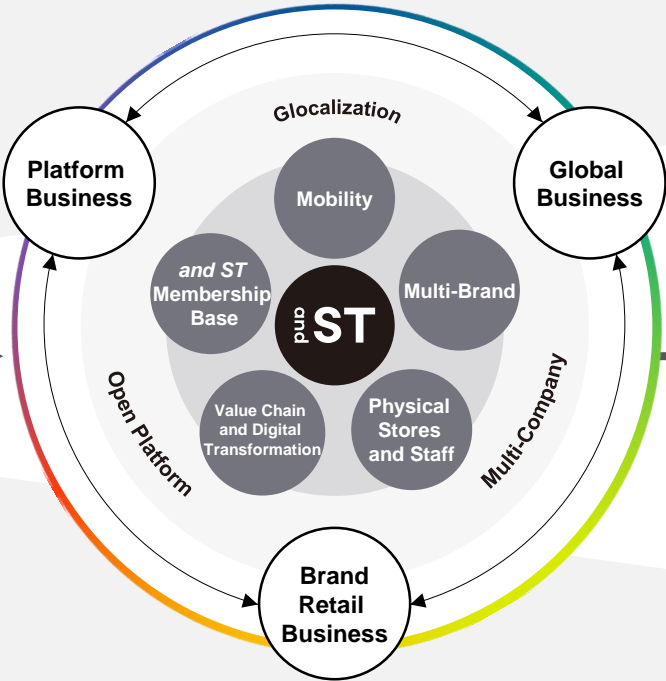 Glocalization
Platform
Business
Global
Business
Mobility
and ST
Membership
Base
Multi-Brand
and ST
Value Chain
and Digital
Transformation
Physical
Stores
and Staff
Open Platform
Multi-Company
Brand
Retail
Business